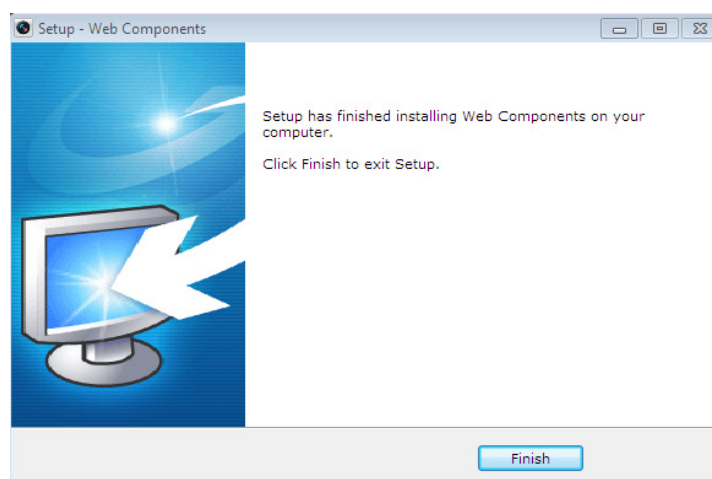 Setup - Web Components
Setup has finished installing Web Components on your
computer.
Click Finish to exit Setup.
Finish